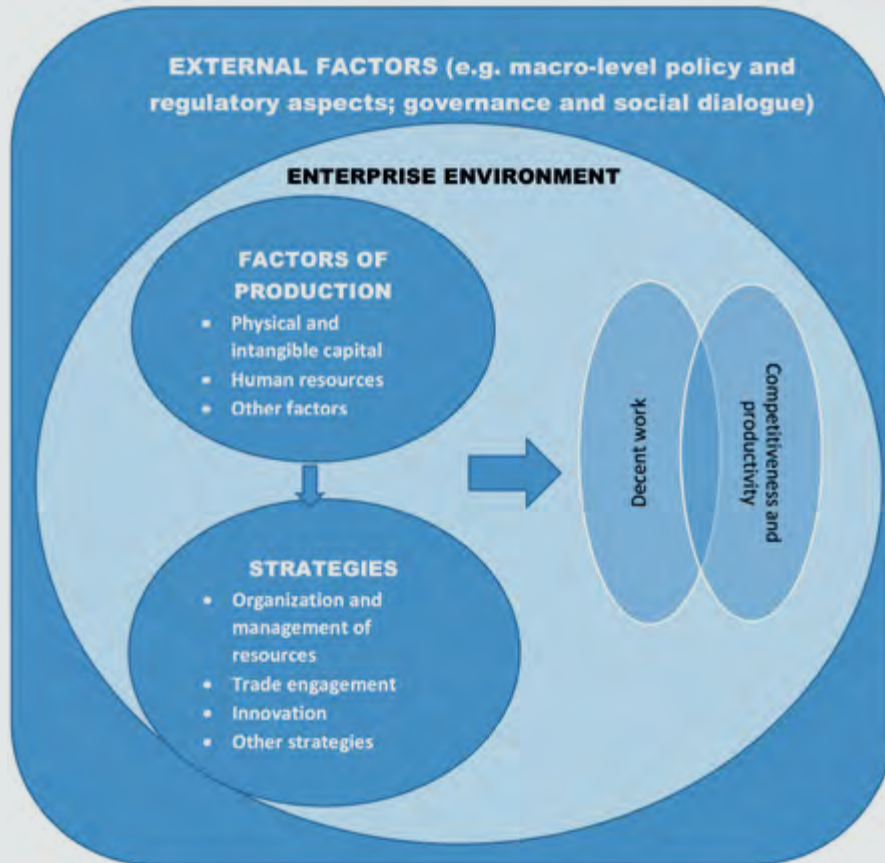 EXTERNAL FACTORS (e.g. macro-level policy and
regulatory aspects; governance and social dialogue)
ENTERPRISE ENVIRONMENT
FACTORS OF
PRODUCTION
• Physical and
intangible capital
• Human resources
• Other factors
STRATEGIES
• Organization and
management of
resources
• Trade engagement
• Innovation
• Other strategies
Decent work
Competitiveness and
productivity